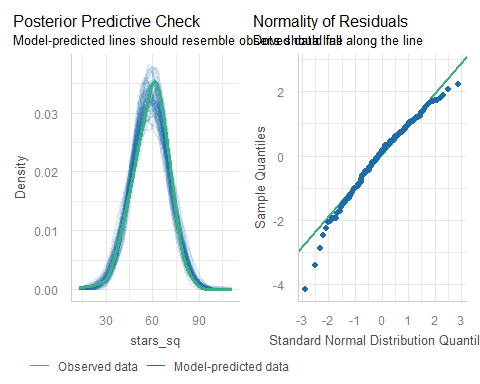 Posterior Predictive Check
Model-predicted lines should resemble observed data line
Density
0.03
0.02
0.01
0.00
30
60
90
stars_sq
Observed data
Model-predicted data
Normality of Residuals
Dots should fall along the line
Sample Quantiles
2
0
-2
-4
-3
-2
-1
0
1
2
3
Standard Normal Distribution Quantil